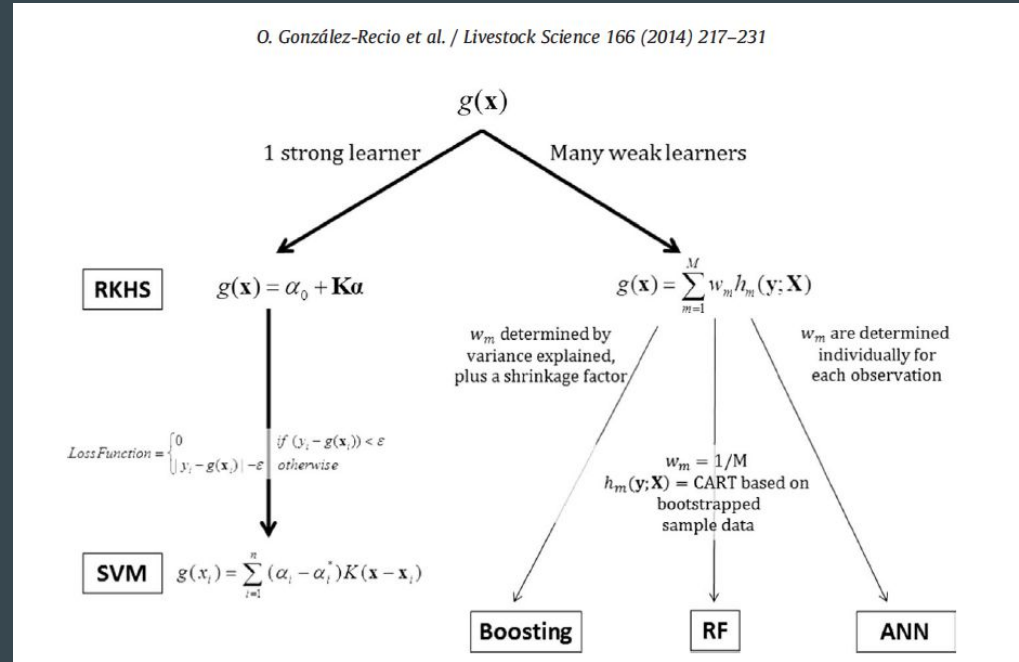 O. González-Recio et al. / Livestock Science 166 (2014) 217–231
g(x)
1 strong learner
Many weak learners
RKHS
g(x) = α₀ + Kα
g(x) = ∑_{m=1}^{M} w_m h_m(y; X)
w_m determined by
variance explained,
plus a shrinkage factor
w_m are determined
individually for
each observation
Loss Function = { 0 if (y_i − g(x_i)) < ε
|y_i − g(x_i)| − ε otherwise
w_m = 1/M
h_m(y;X) = CART based on
bootstrapped
sample data
SVM
g(x_i) = ∑_{i=1}^{n} (α_i − α_i^*) K(x − x_i)
Boosting
RF
ANN